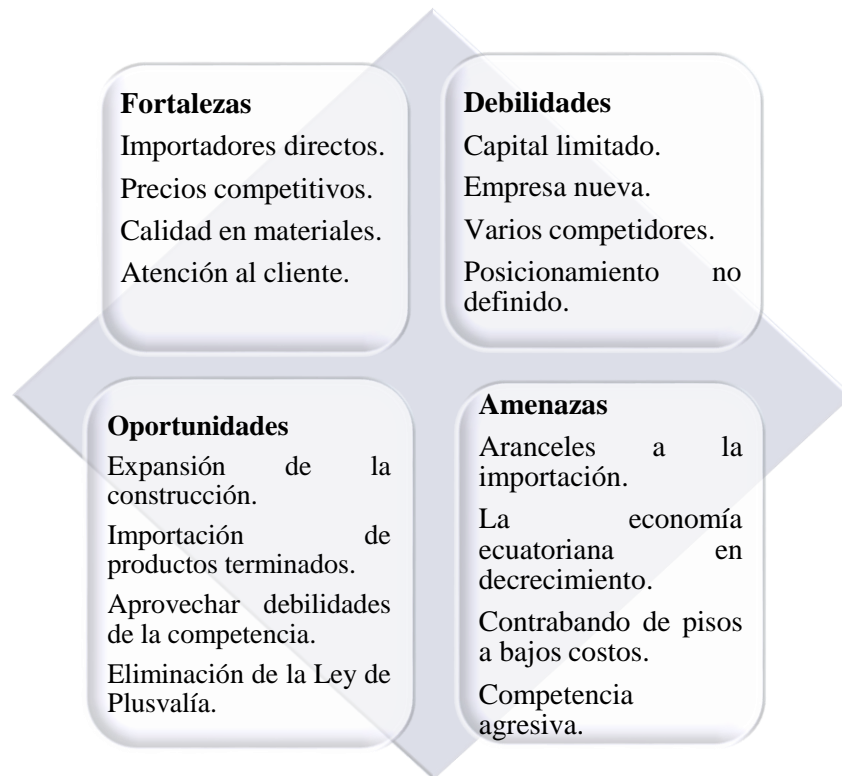 Fortalezas
Importadores directos.
Precios competitivos.
Calidad en materiales.
Atención al cliente.
Debilidades
Capital limitado.
Empresa nueva.
Varios competidores.
Posicionamiento no
definido.
Oportunidades
Expansión de la
construcción.
Importación de
productos terminados.
Aprovechar debilidades
de la competencia.
Eliminación de la Ley de
Plusvalía.
Amenazas
Aranceles a la
importación.
La economía
ecuatoriana en
decrecimiento.
Contrabando de pisos
a bajos costos.
Competencia
agresiva.